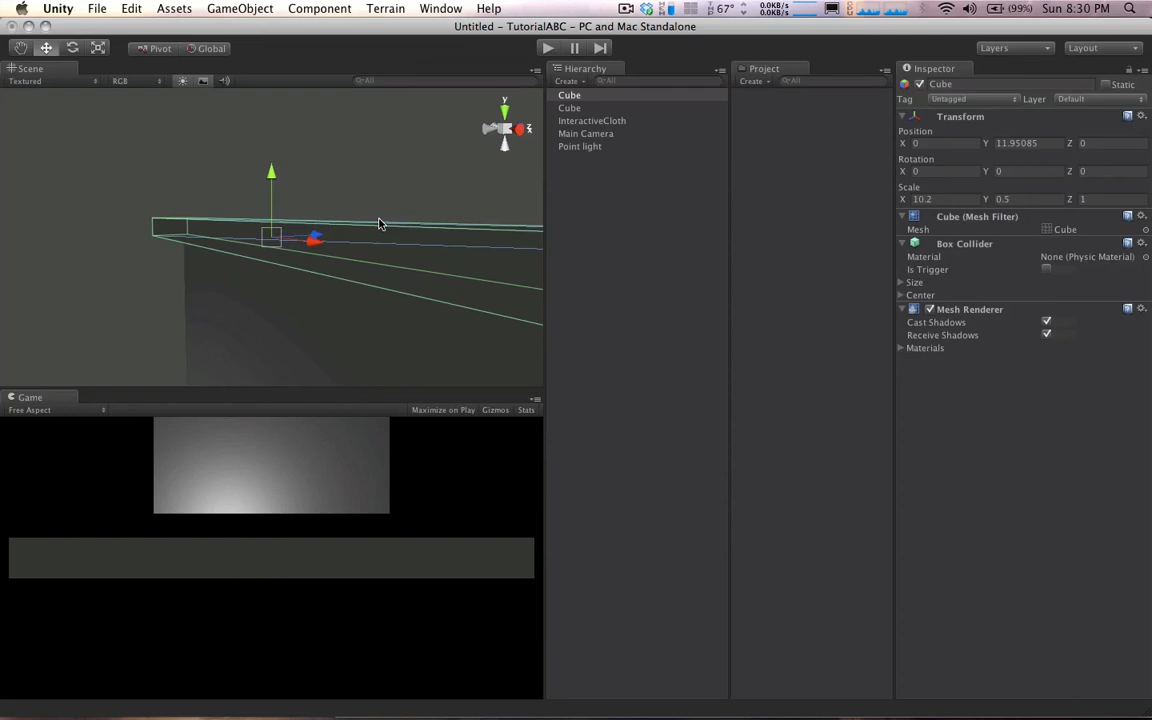 Unity File Edit Assets GameObject Component Terrain Window Help 67° 0.0KB/s 0.0KB/s (99%) Sun 8:30 PM
Untitled - TutorialABC - PC and Mac Standalone
Pivot Global Layers Layout
Scene Hierarchy Project Inspector
Textured RGB All Create All Create All Cube Static
Tag Untagged Layer Default
Transform
Position
X 0 Y 11.95085 Z 0
Rotation
X 0 Y 0 Z 0
Scale
X 10.2 Y 0.5 Z 1
Cube (Mesh Filter)
Mesh Cube
Box Collider
Material None (Physic Material)
Is Trigger
Size
Center
Mesh Renderer
Cast Shadows
Receive Shadows
Materials
Cube
Cube
InteractiveCloth
Main Camera
Point light
y
Game
Free Aspect Maximize on Play Gizmos Stats